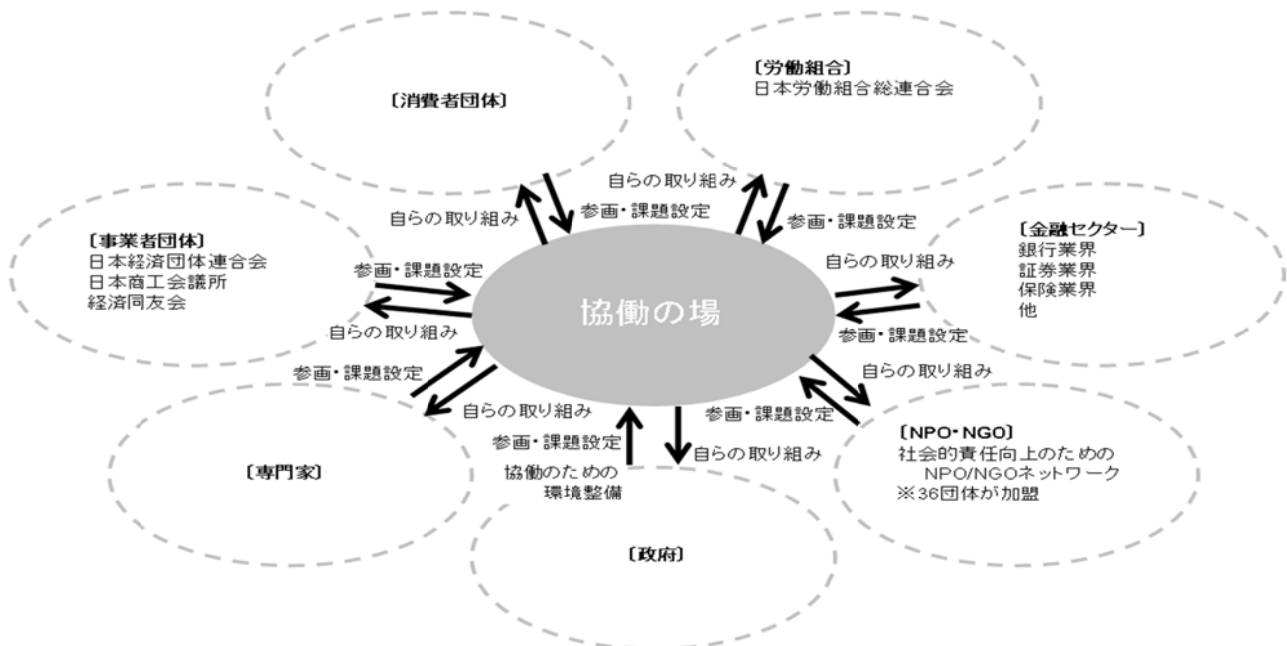 〔消費者団体〕
〔労働組合〕
日本労働組合総連合会
自らの取り組み
参画・課題設定
自らの取り組み
参画・課題設定
〔事業者団体〕
日本経済団体連合会
日本商工会議所
経済同友会
参画・課題設定
自らの取り組み
協働の場
自らの取り組み
参画・課題設定
〔金融セクター〕
銀行業界
証券業界
保険業界
他
参画・課題設定
自らの取り組み
〔専門家〕
参画・課題設定
協働のための
環境整備
自らの取り組み
〔政府〕
自らの取り組み
参画・課題設定
〔NPO・NGO〕
社会的責任向上のための
NPO/NGOネットワーク
※36団体が加盟